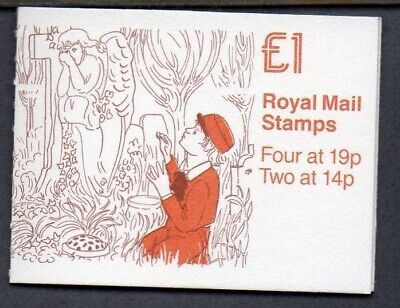 £1
Royal Mail
Stamps
Four at 19p
Two at 14p